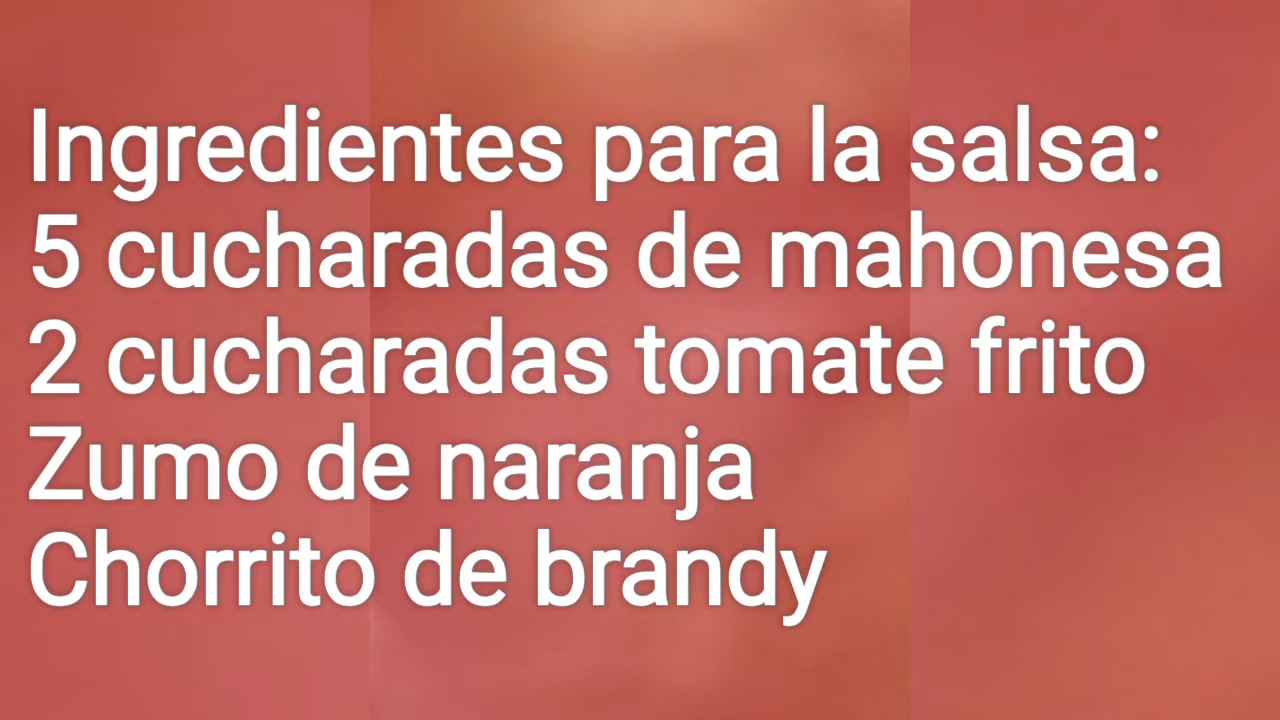 Ingredientes para la salsa:
5 cucharadas de mahonesa
2 cucharadas tomate frito
Zumo de naranja
Chorrito de brandy